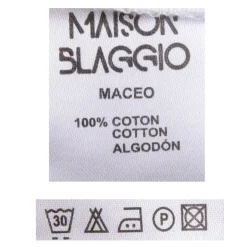 MAISON
BLAGGIO
MACEO
100% COTON
COTTON
ALGODÓN
30 P